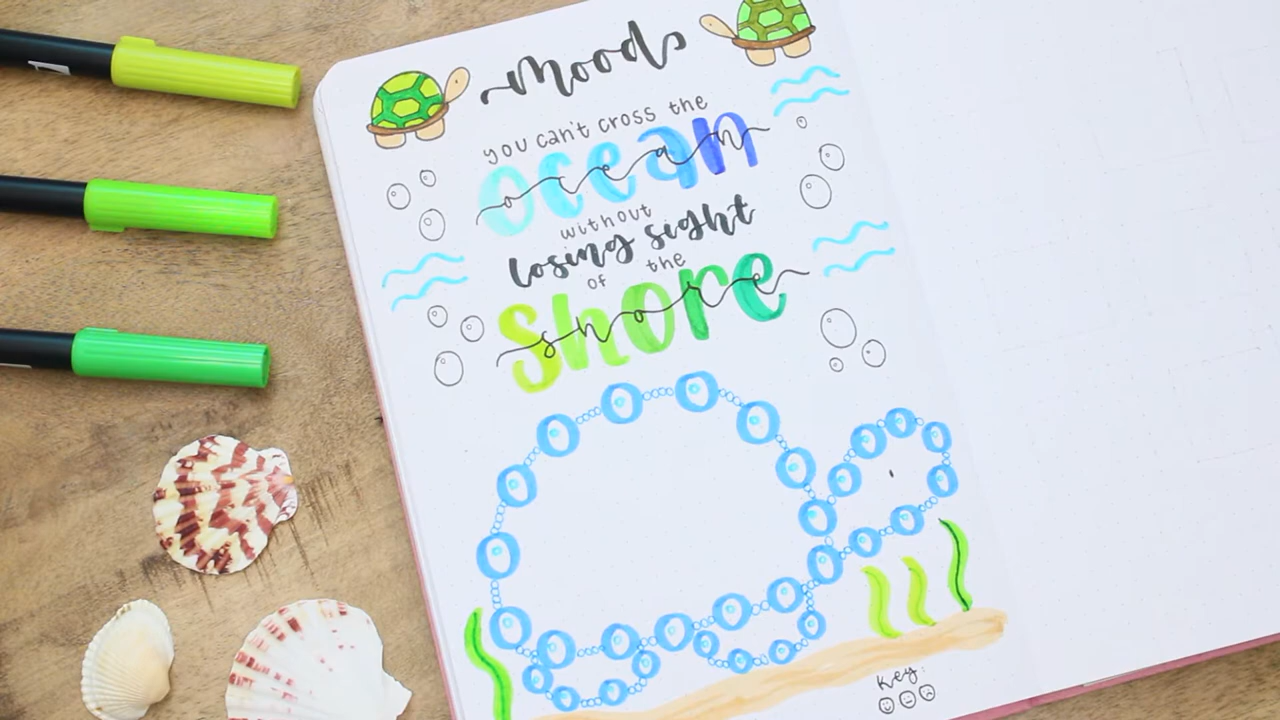 Mood
you can't cross the
ocean
without
losing sight
of the
shore
Key: